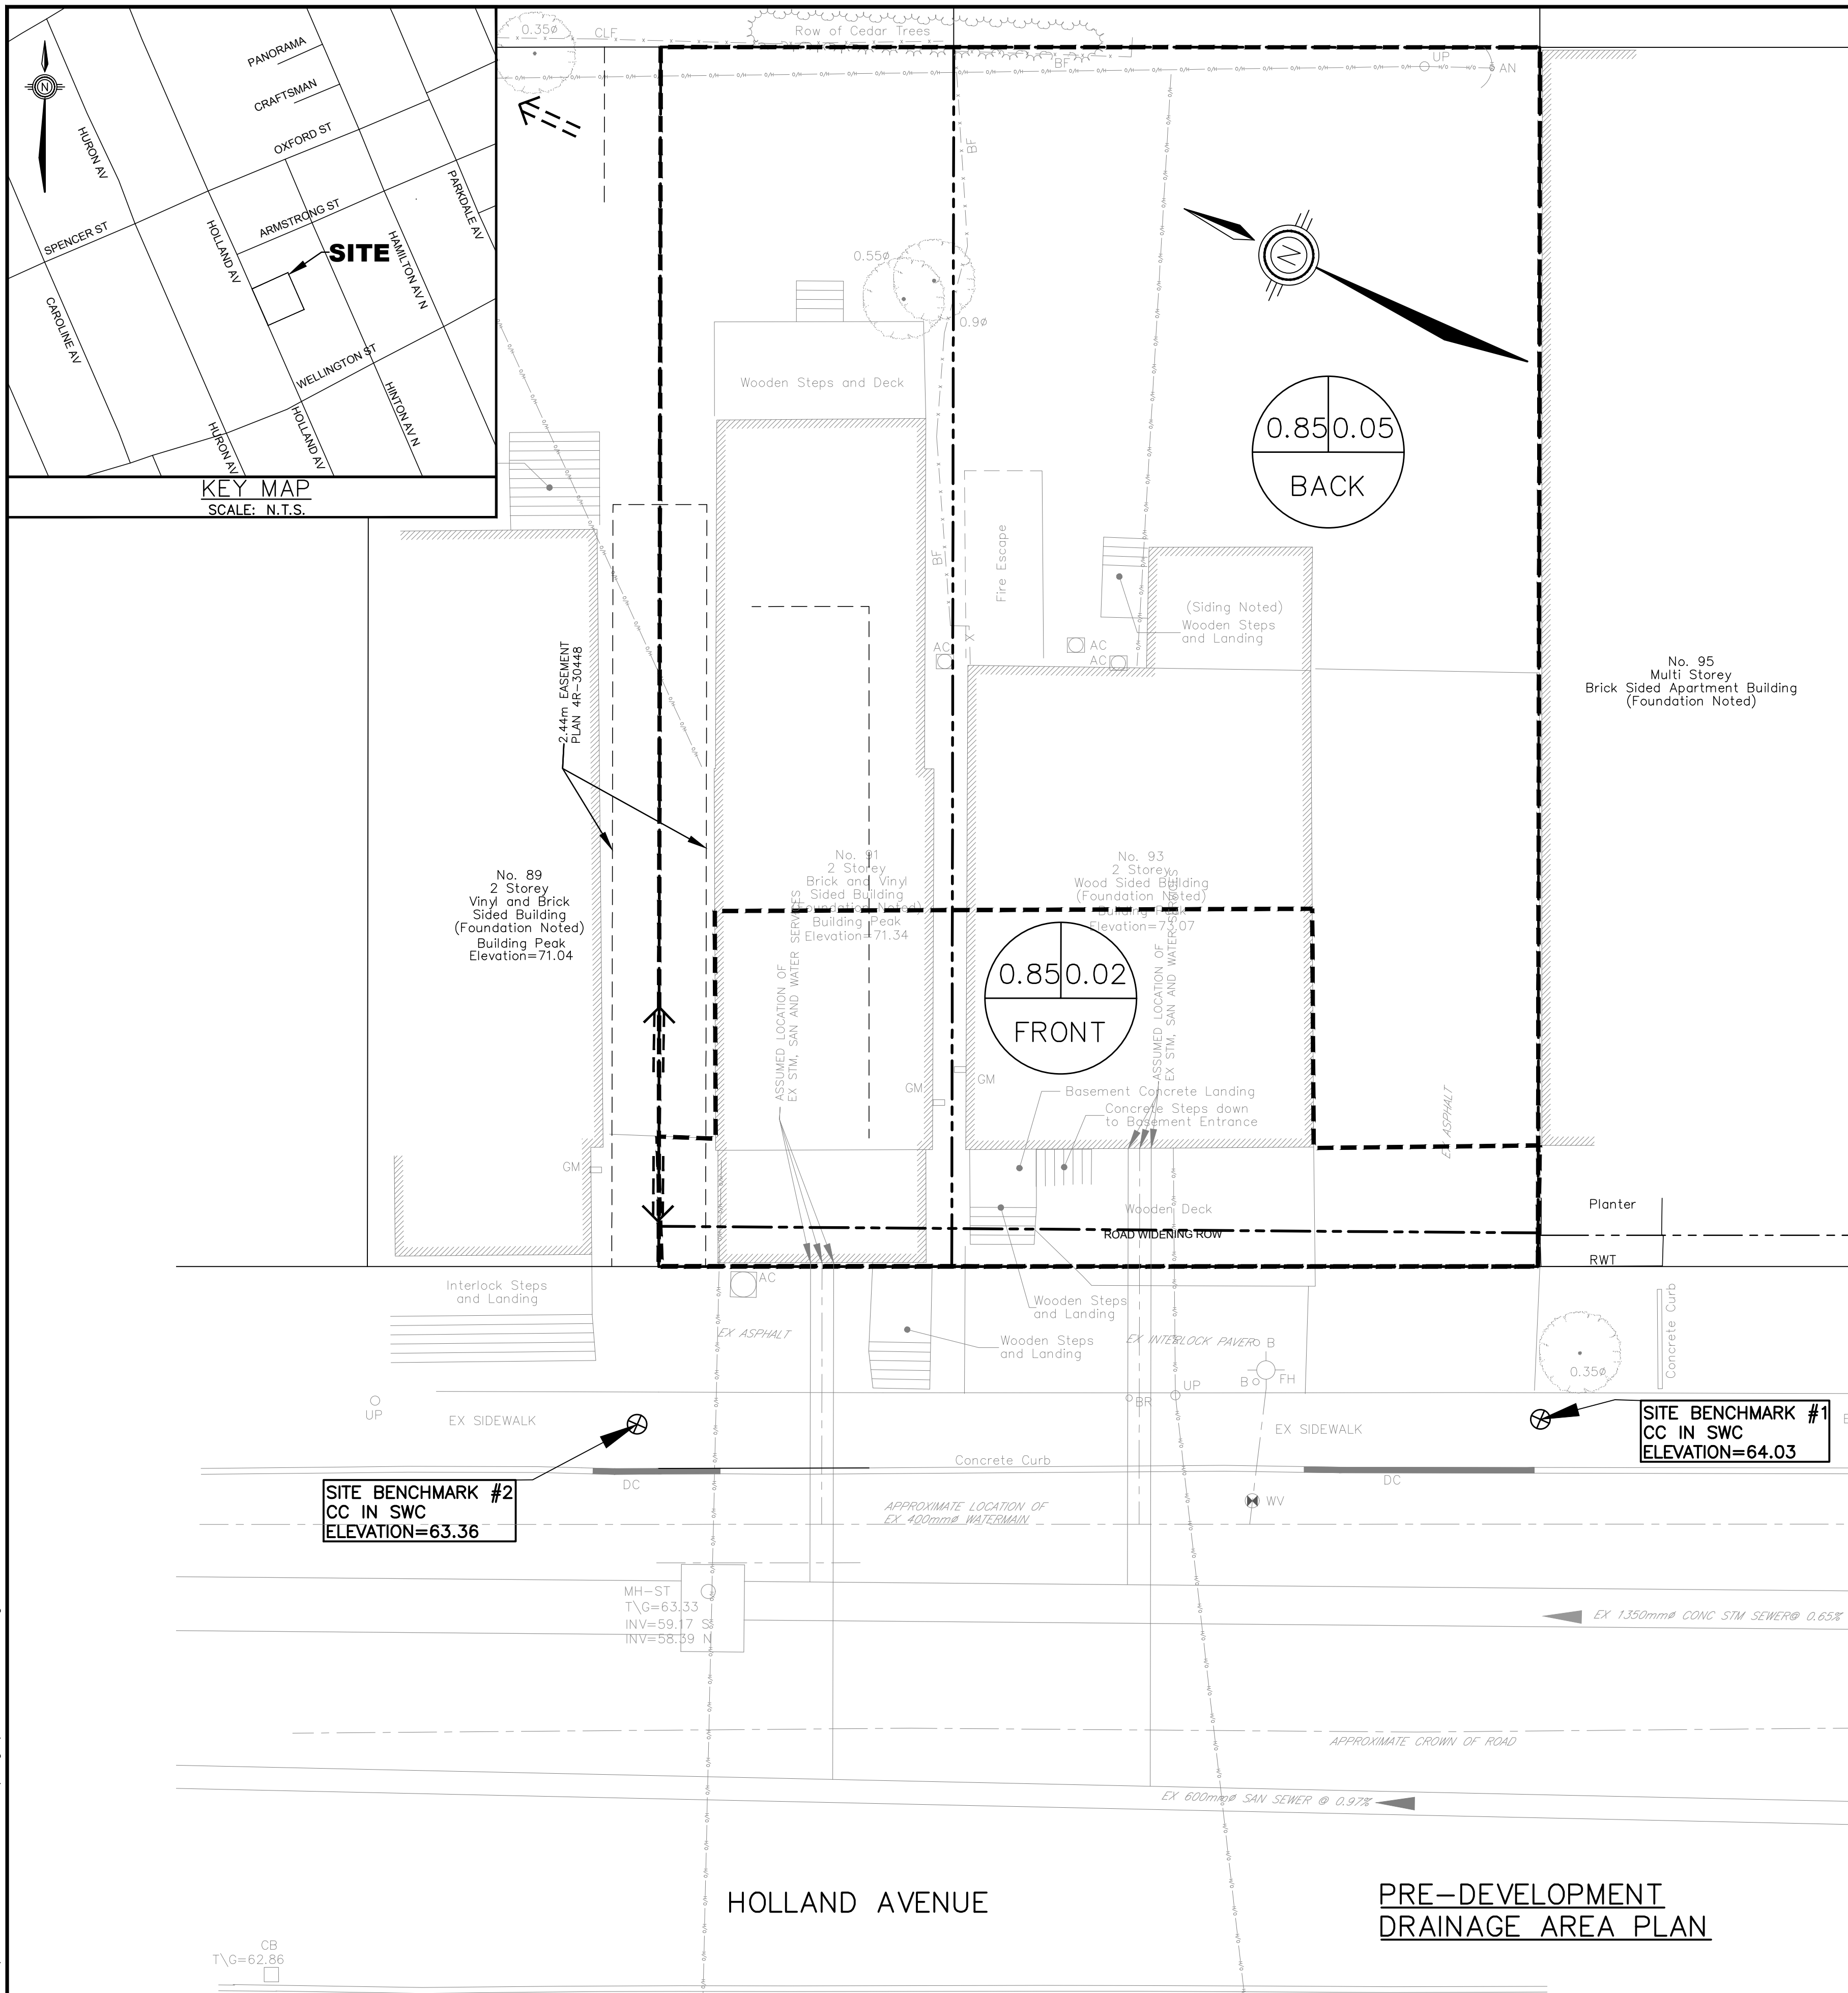 PANORAMA
CRAFTSMAN
OXFORD ST
HURON AV
PARKDALE AV
ARMSTRONG ST
SPENCER ST
HOLLAND AV
HAMILTON AV N
SITE
CAROLINE AV
WELLINGTON ST
HINTON AV N
HURON AV
HOLLAND AV
N
KEY MAP
SCALE: N.T.S.
0.35ø
CLF
Row of Cedar Trees
BF
UP
AN
BF
N
0.55ø
0.9ø
Wooden Steps and Deck
0.85 0.05
BACK
BF
Fire Escape
(Siding Noted)
Wooden Steps
and Landing
AC
AC
AC
2.44m EASEMENT
PLAN 4R-30448
No. 95
Multi Storey
Brick Sided Apartment Building
(Foundation Noted)
No. 89
2 Storey
Vinyl and Brick
Sided Building
(Foundation Noted)
Building Peak
Elevation=71.04
No. 91
2 Storey
Brick and Vinyl
Sided Building
(Foundation Noted)
Building Peak
Elevation=71.34
No. 93
2 Storey
Wood Sided Building
(Foundation Noted)
Building Peak
Elevation=73.07
ASSUMED LOCATION OF
EX STM, SAN AND WATER SERVICES
ASSUMED LOCATION OF
EX STM, SAN AND WATER SERVICES
0.85 0.02
FRONT
GM
GM
GM
Basement Concrete Landing
Concrete Steps down
to Basement Entrance
EX ASPHALT
Wooden Deck
ROAD WIDENING ROW
Planter
RWT
Interlock Steps
and Landing
AC
EX ASPHALT
Wooden Steps
and Landing
Wooden Steps
and Landing
EX INTERLOCK PAVER
B
B
FH
0.35ø
Concrete Curb
UP
EX SIDEWALK
BR
UP
EX SIDEWALK
SITE BENCHMARK #1
CC IN SWC
ELEVATION=64.03
SITE BENCHMARK #2
CC IN SWC
ELEVATION=63.36
DC
Concrete Curb
DC
APPROXIMATE LOCATION OF
EX 400mmø WATERMAIN
WV
MH-ST
T\G=63.33
INV=59.17 S
INV=58.39 N
EX 1350mmø CONC STM SEWER@ 0.65%
APPROXIMATE CROWN OF ROAD
EX 600mmø SAN SEWER @ 0.97%
HOLLAND AVENUE
PRE-DEVELOPMENT
DRAINAGE AREA PLAN
CB
T\G=62.86